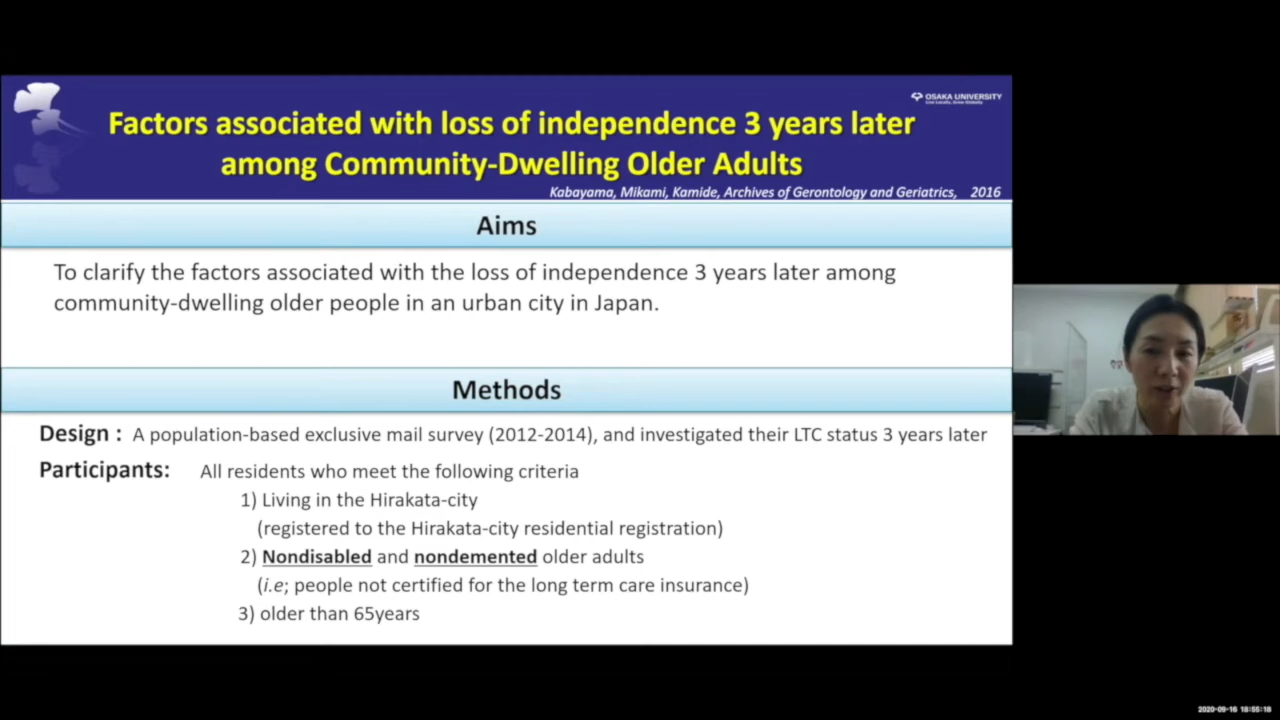 OSAKA UNIVERSITY
Live Locally, Grow Globally
Factors associated with loss of independence 3 years later
among Community-Dwelling Older Adults
Kabayama, Mikami, Kamide, Archives of Gerontology and Geriatrics, 2016
Aims
To clarify the factors associated with the loss of independence 3 years later among
community-dwelling older people in an urban city in Japan.
Methods
Design : A population-based exclusive mail survey (2012-2014), and investigated their LTC status 3 years later
Participants: All residents who meet the following criteria
1) Living in the Hirakata-city
(registered to the Hirakata-city residential registration)
2) Nondisabled and nondemented older adults
(i.e; people not certified for the long term care insurance)
3) older than 65years
2020-09-16 18:55:18